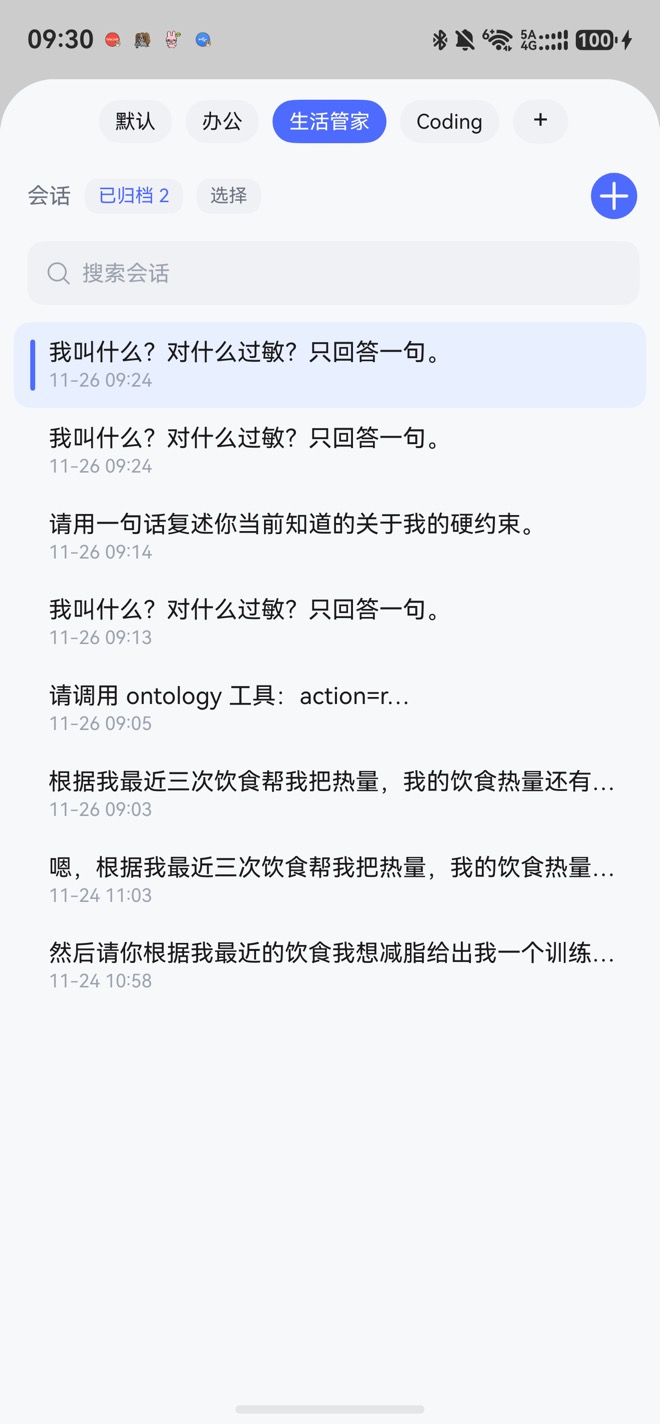 09:30
6+
5A
4G
100
默认
办公
生活管家
Coding
+
会话
已归档 2
选择
搜索会话
我叫什么？对什么过敏？只回答一句。
11-26 09:24
我叫什么？对什么过敏？只回答一句。
11-26 09:24
请用一句话复述你当前知道的关于我的硬约束。
11-26 09:14
我叫什么？对什么过敏？只回答一句。
11-26 09:13
请调用 ontology 工具：action=r...
11-26 09:05
根据我最近三次饮食帮我把热量，我的饮食热量还有...
11-26 09:03
嗯，根据我最近三次饮食帮我把热量，我的饮食热量...
11-24 11:03
然后请你根据我最近的饮食我想减脂给出我一个训练...
11-24 10:58